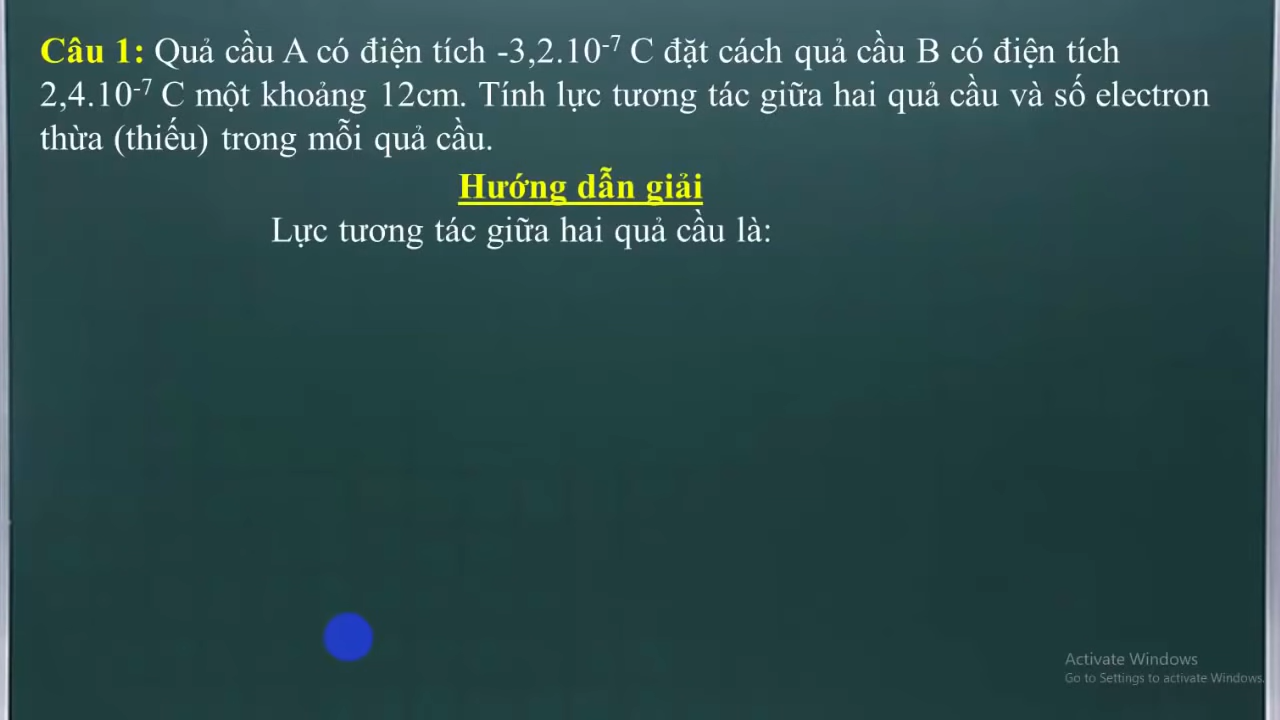 Câu 1: Quả cầu A có điện tích -3,2.10⁻⁷ C đặt cách quả cầu B có điện tích
2,4.10⁻⁷ C một khoảng 12cm. Tính lực tương tác giữa hai quả cầu và số electron
thừa (thiếu) trong mỗi quả cầu.
Hướng dẫn giải
Lực tương tác giữa hai quả cầu là:
Activate Windows
Go to Settings to activate Windows.